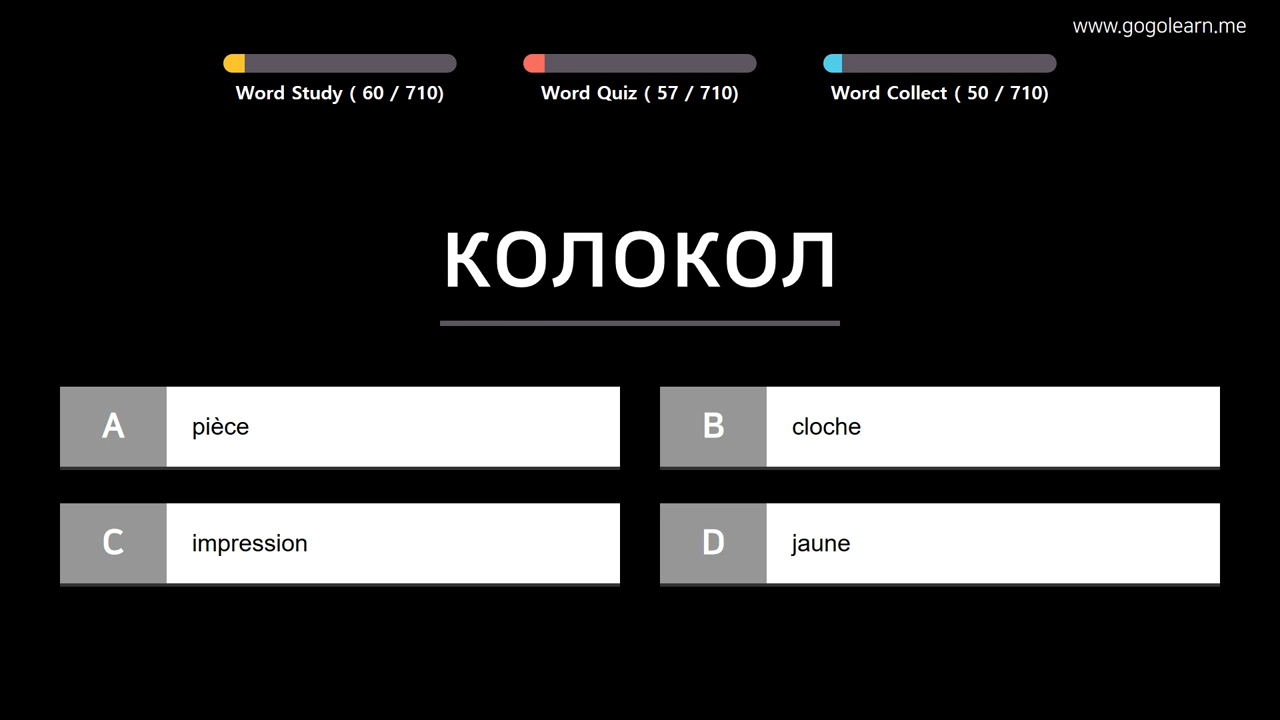 www.gogolearn.me
Word Study ( 60 / 710)
Word Quiz ( 57 / 710)
Word Collect ( 50 / 710)
колокол
A pièce
B cloche
C impression
D jaune